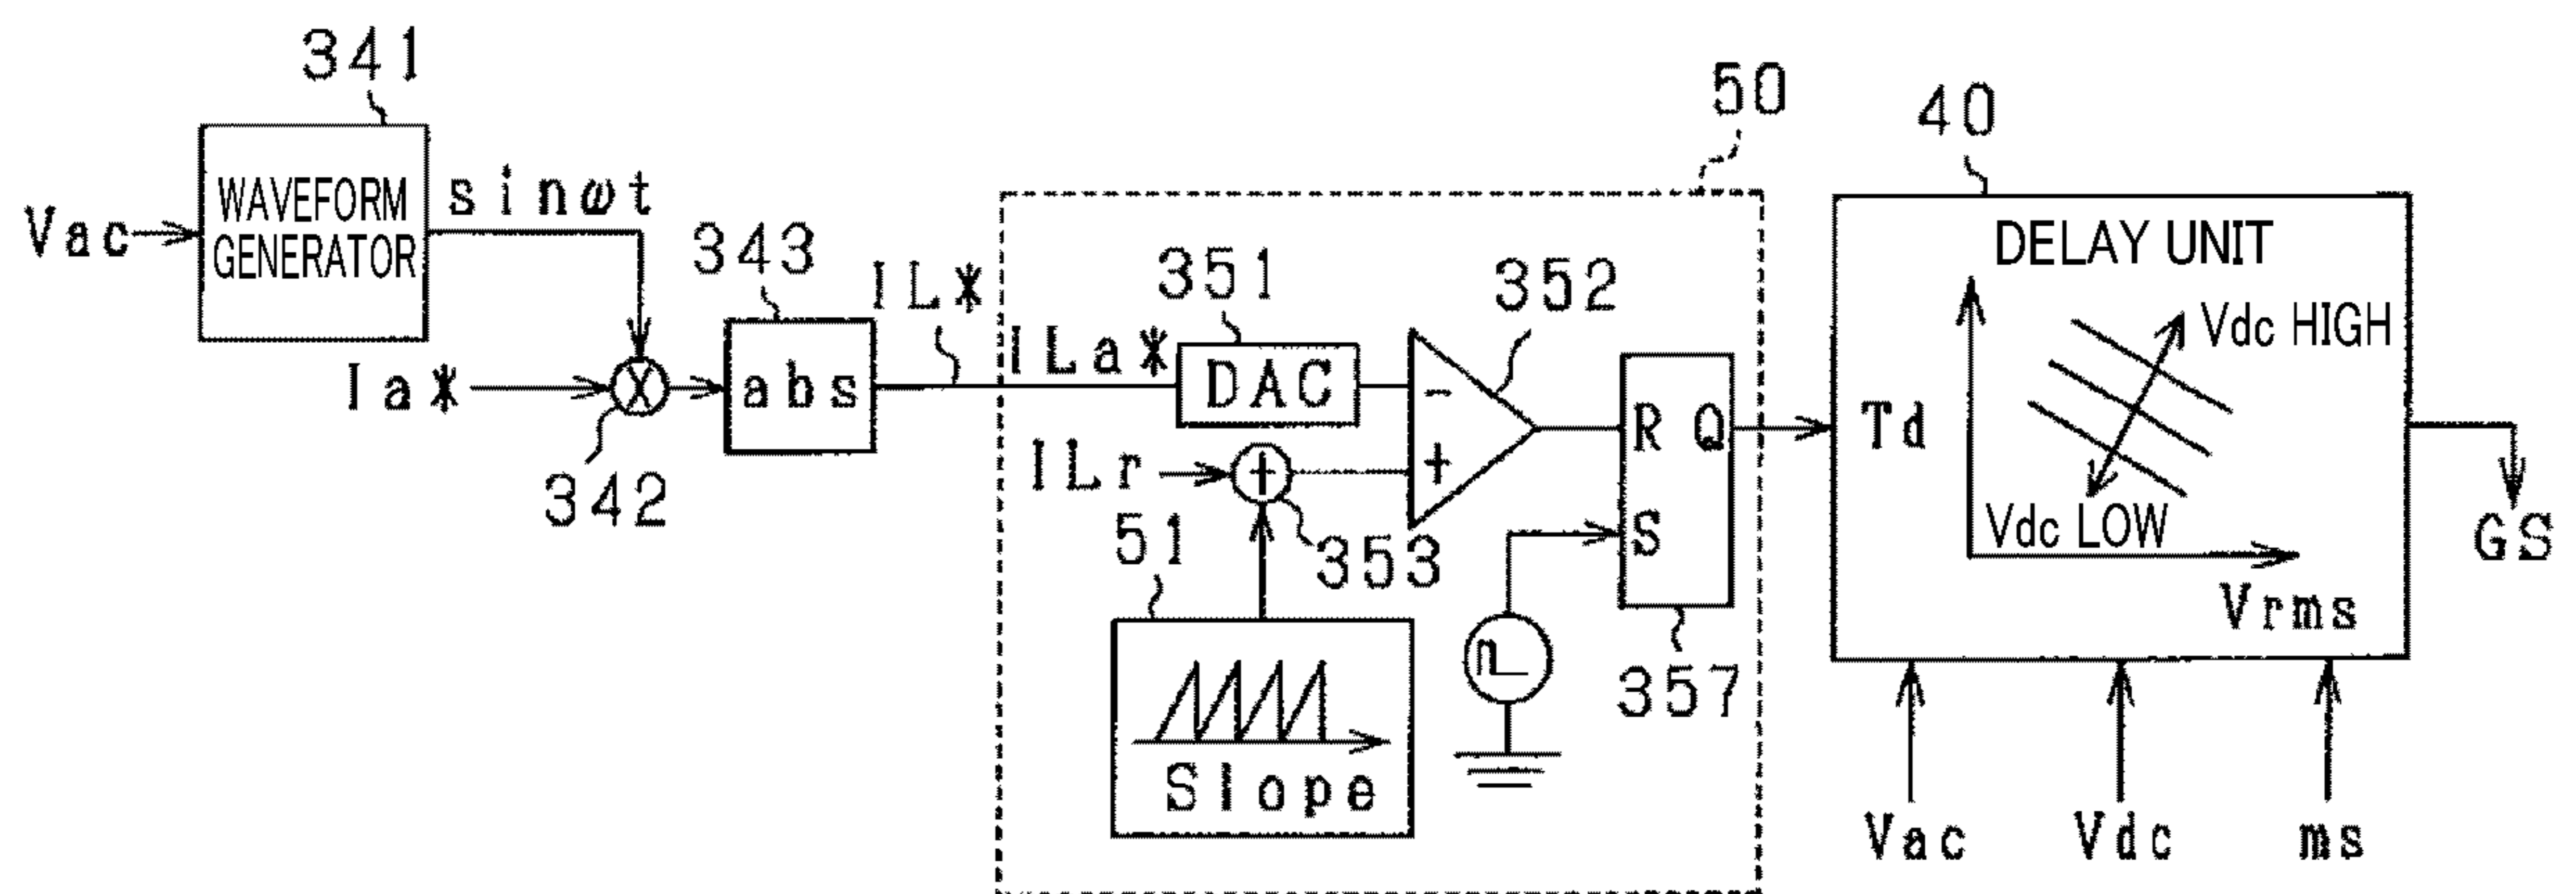 341
50
40
WAVEFORM
GENERATOR
sinωt
Vac
343
IL*
ILa*
351
352
DELAY UNIT
Vdc HIGH
Ia*
X
abs
DAC
-
R Q
Td
342
ILr
+
+
S
Vdc LOW
GS
51
353
Vrms
Slope
357
Vac
Vdc
ms